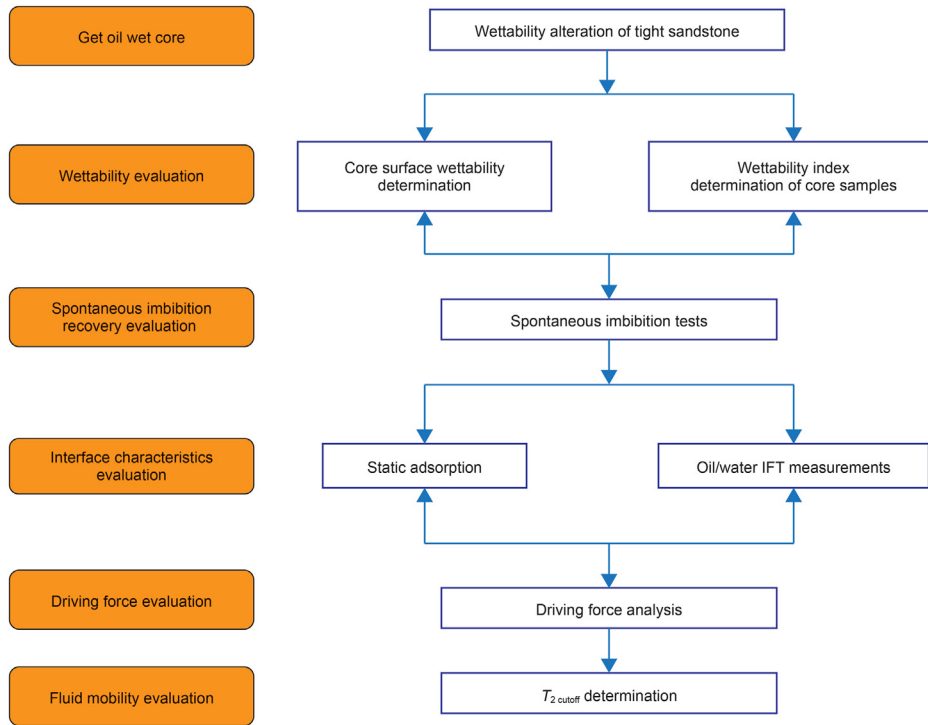 Get oil wet core
Wettability alteration of tight sandstone
Wettability evaluation
Core surface wettability
determination
Wettability index
determination of core samples
Spontaneous imbibition
recovery evaluation
Spontaneous imbibition tests
Interface characteristics
evaluation
Static adsorption
Oil/water IFT measurements
Driving force evaluation
Driving force analysis
Fluid mobility evaluation
T2 cutoff determination